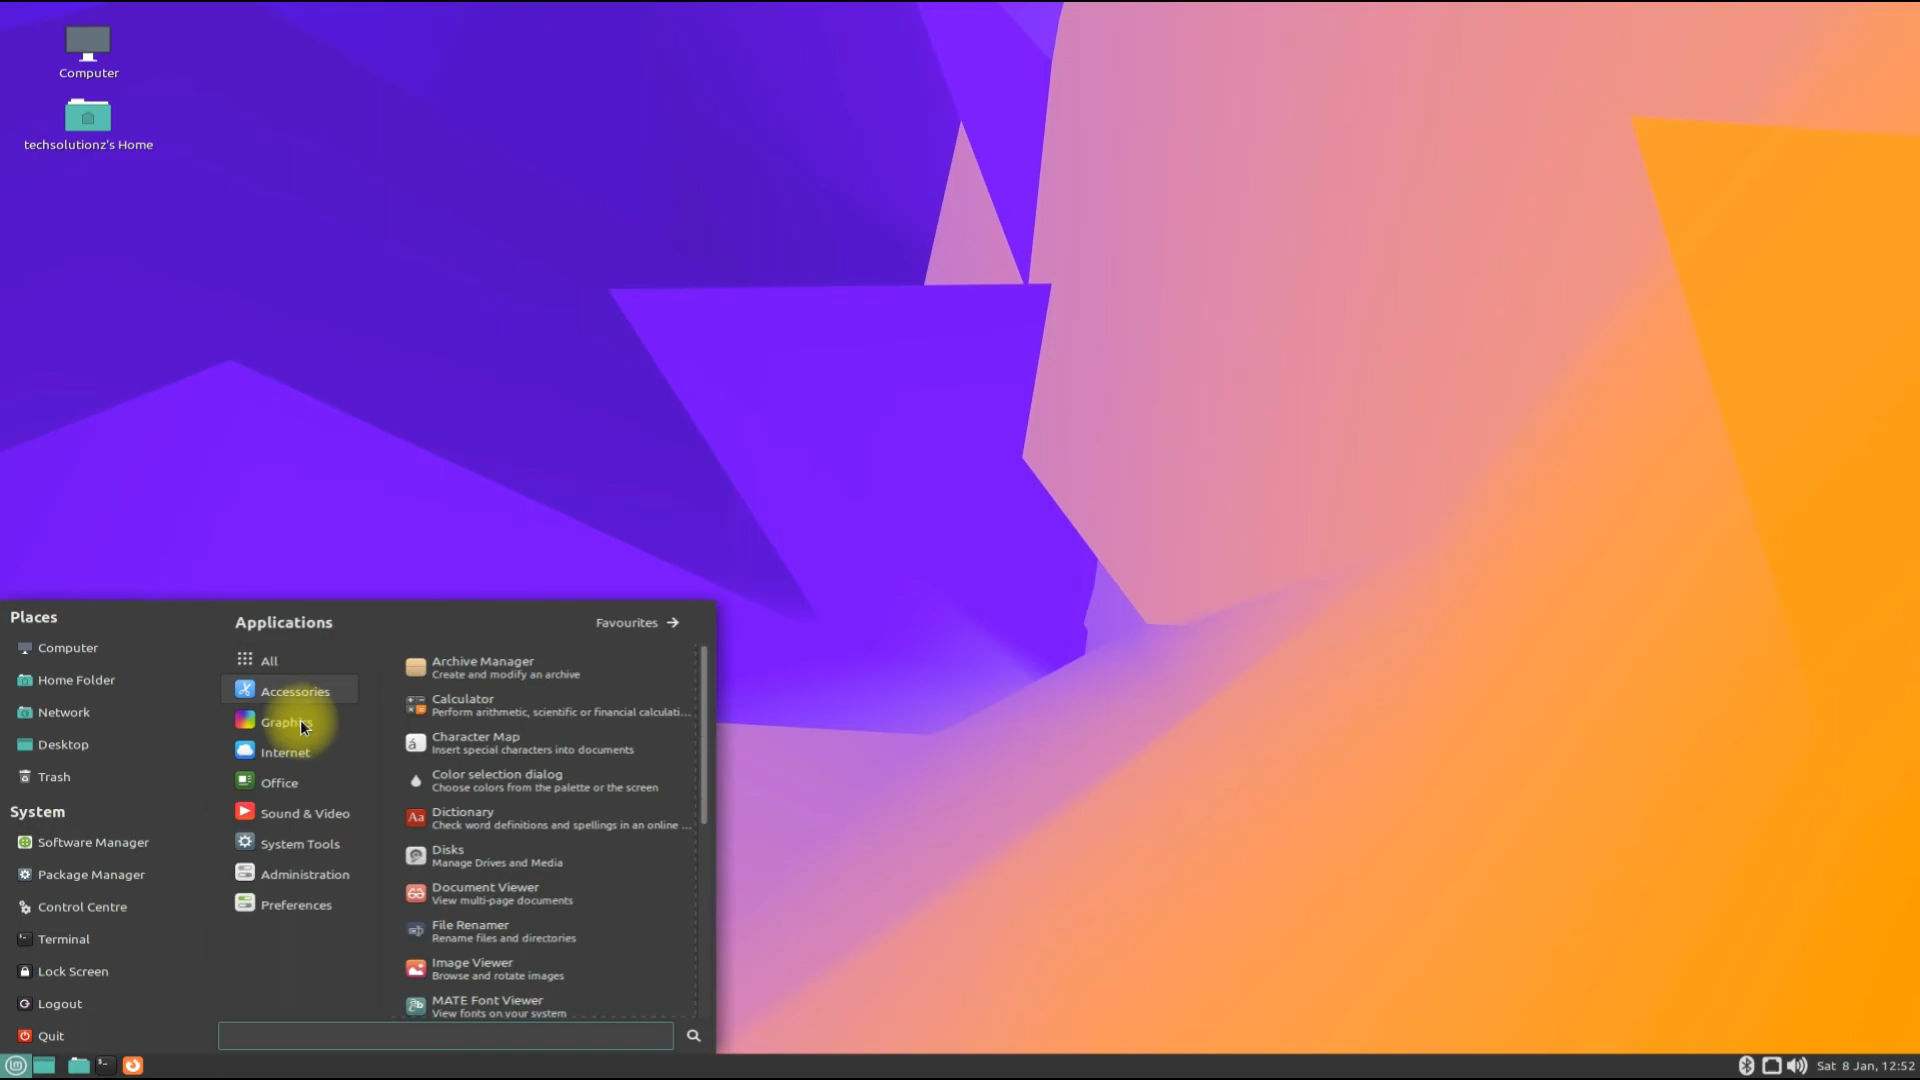 Computer
techsolutionz's Home
Places
Computer
Home Folder
Network
Desktop
Trash
System
Software Manager
Package Manager
Control Centre
Terminal
Lock Screen
Logout
Quit
Applications
Favourites
All
Accessories
Graphics
Internet
Office
Sound & Video
System Tools
Administration
Preferences
Archive Manager
Create and modify an archive
Calculator
Perform arithmetic, scientific or financial calculati...
Character Map
Insert special characters into documents
Color selection dialog
Choose colors from the palette or the screen
Dictionary
Check word definitions and spellings in an online ...
Disks
Manage Drives and Media
Document Viewer
View multi-page documents
File Renamer
Rename files and directories
Image Viewer
Browse and rotate images
MATE Font Viewer
View fonts on your system
Sat 8 Jan, 12:52